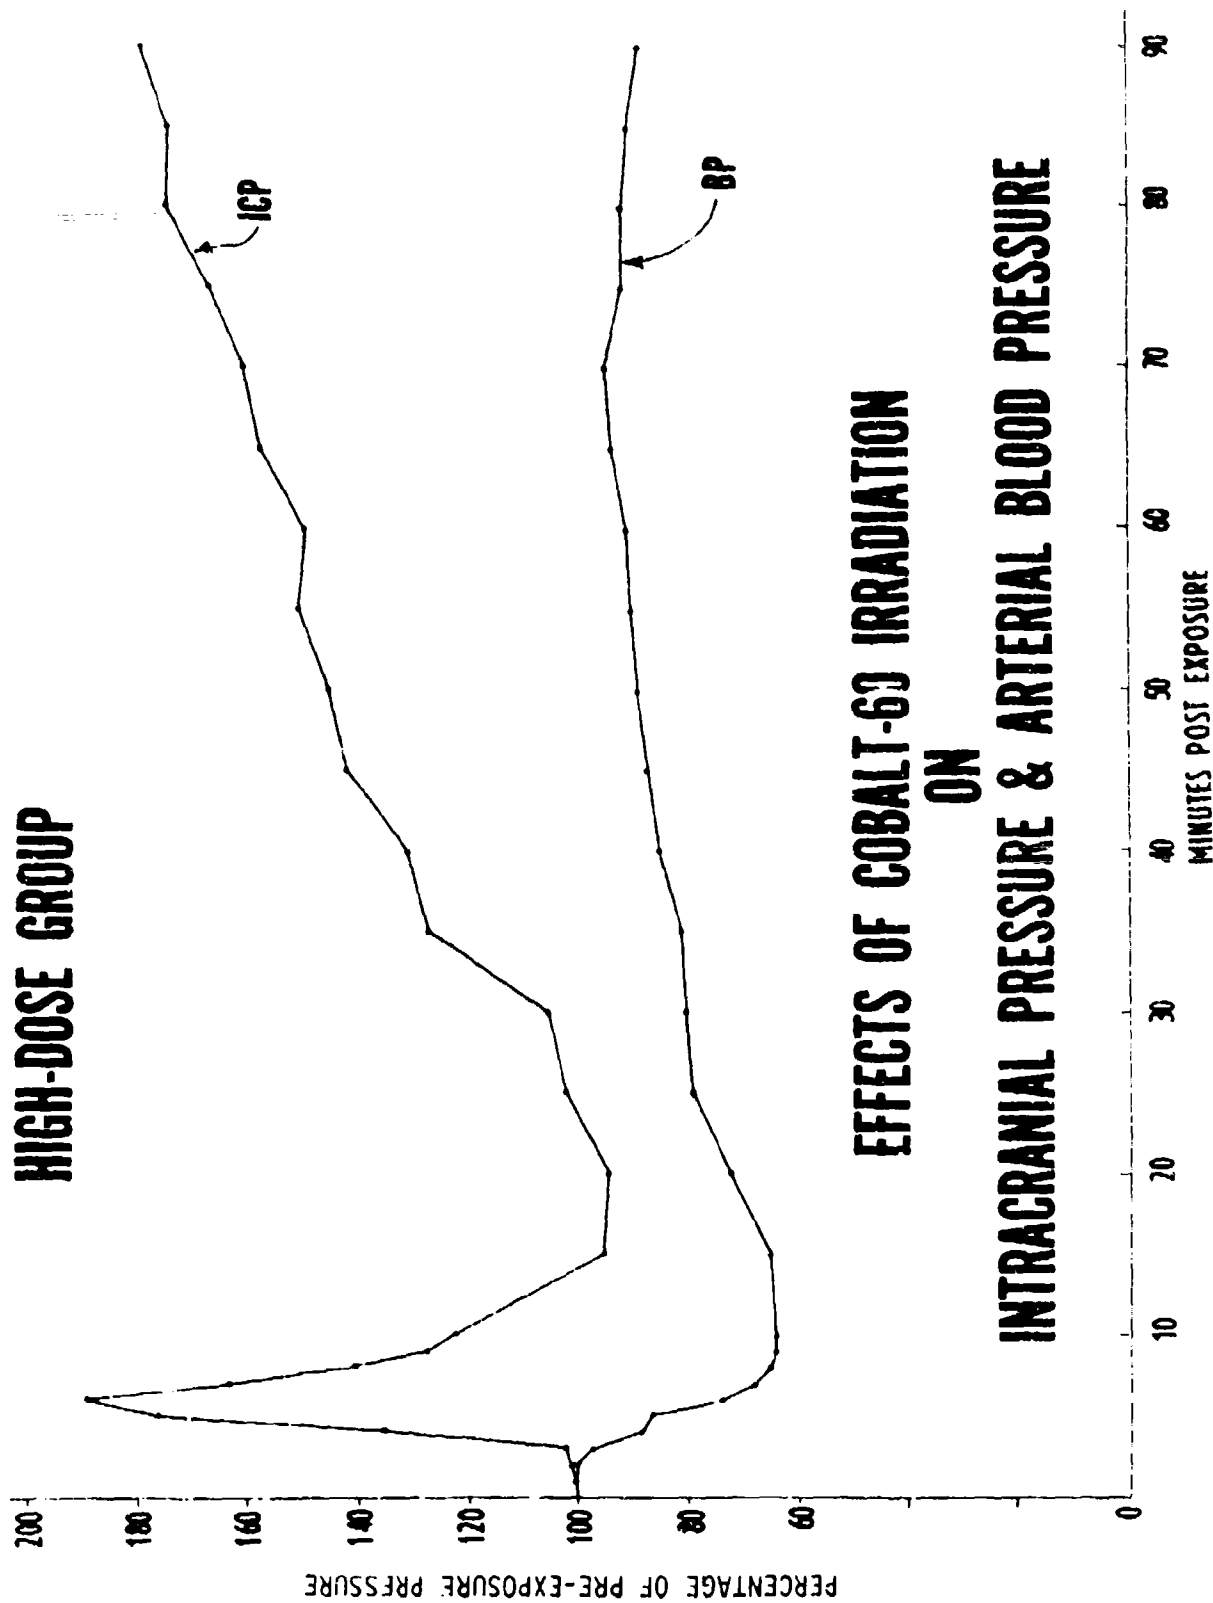 HIGH-DOSE GROUP
PERCENTAGE OF PRE-EXPOSURE PRESSURE
200
180
160
140
120
100
80
60
0
ICP
BP
EFFECTS OF COBALT-60 IRRADIATION
ON
INTRACRANIAL PRESSURE & ARTERIAL BLOOD PRESSURE
10
20
30
40
50
60
70
80
90
MINUTES POST EXPOSURE